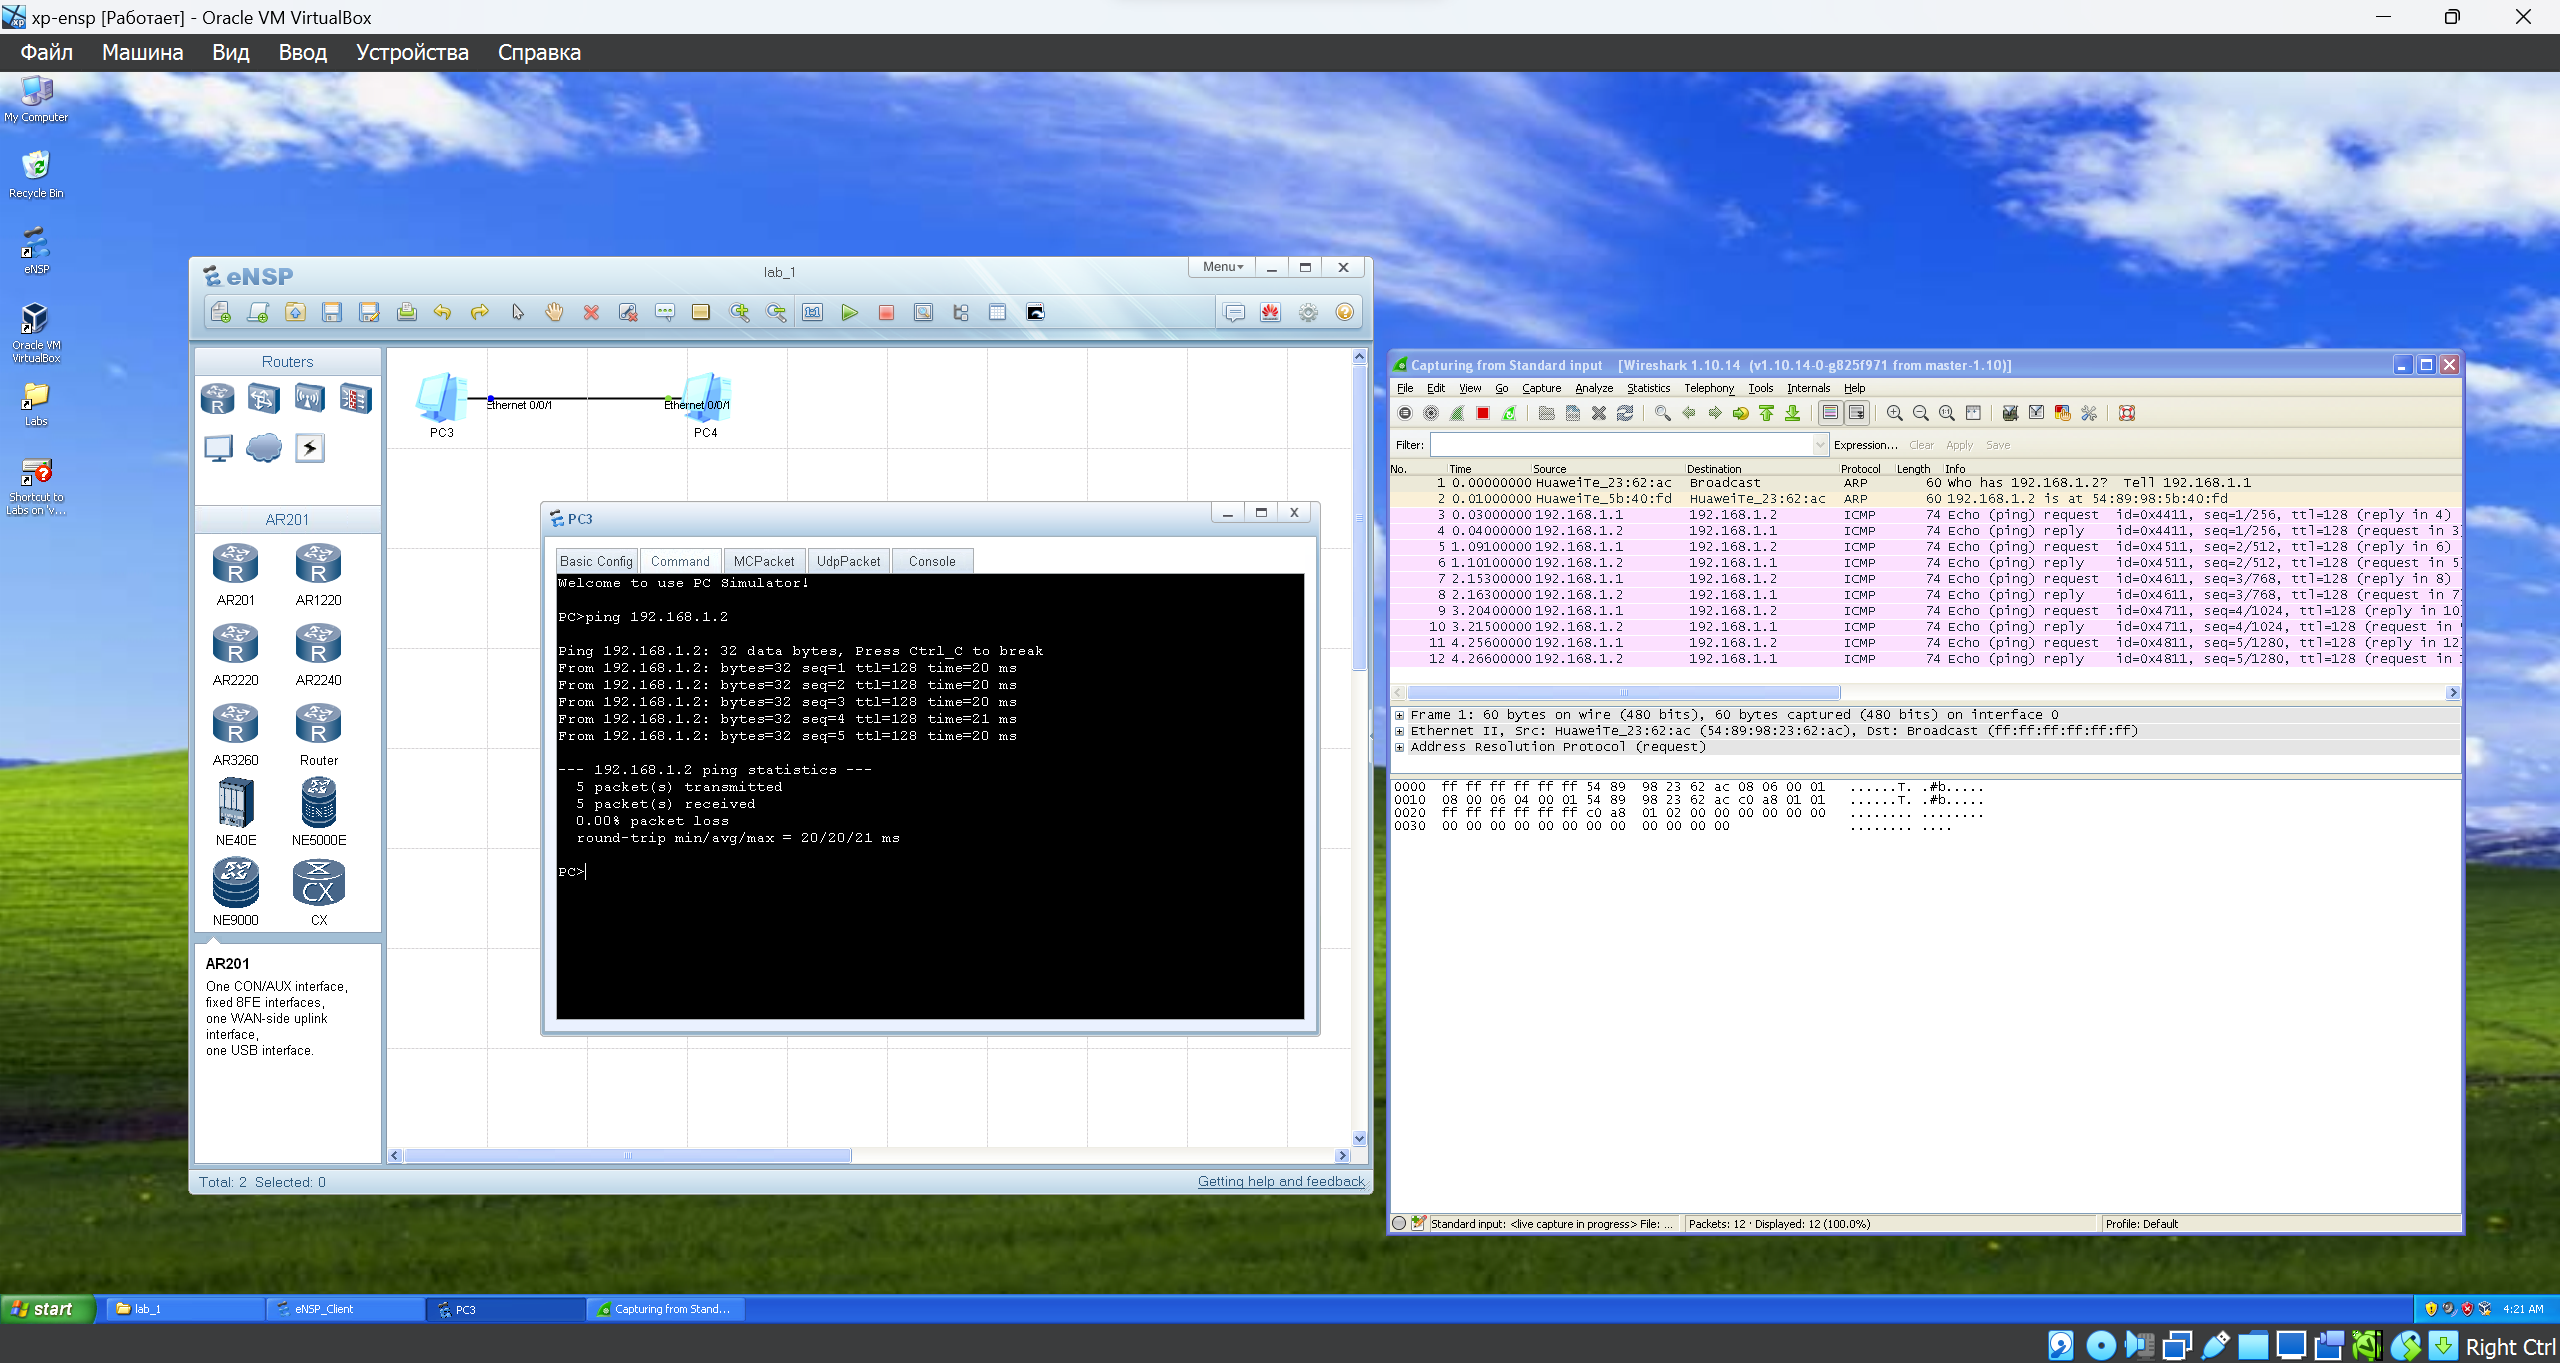 xp-ensp [Работает] - Oracle VM VirtualBox
Файл Машина Вид Ввод Устройства Справка
My Computer
Recycle Bin
eNSP
Oracle VM
VirtualBox
Labs
Shortcut to
Labs on 'v...
eNSP
lab_1
Menu
Routers
R
AR201
R
AR201
R
AR1220
R
AR2220
R
AR2240
R
AR3260
R
Router
NE40E
NE5000E
NE9000
CX
CX
AR201
One CON/AUX interface,
fixed 8FE interfaces,
one WAN-side uplink
interface,
one USB interface.
Ethernet 0/0/1
Ethernet 0/0/1
PC3
PC4
Total: 2 Selected: 0
Getting help and feedback
PC3
Basic Config Command MCPacket UdpPacket Console
Welcome to use PC Simulator!
PC>ping 192.168.1.2
Ping 192.168.1.2: 32 data bytes, Press Ctrl_C to break
From 192.168.1.2: bytes=32 seq=1 ttl=128 time=20 ms
From 192.168.1.2: bytes=32 seq=2 ttl=128 time=20 ms
From 192.168.1.2: bytes=32 seq=3 ttl=128 time=20 ms
From 192.168.1.2: bytes=32 seq=4 ttl=128 time=21 ms
From 192.168.1.2: bytes=32 seq=5 ttl=128 time=20 ms
--- 192.168.1.2 ping statistics ---
5 packet(s) transmitted
5 packet(s) received
0.00% packet loss
round-trip min/avg/max = 20/20/21 ms
PC>
Capturing from Standard input [Wireshark 1.10.14 (v1.10.14-0-g825f971 from master-1.10)]
File Edit View Go Capture Analyze Statistics Telephony Tools Internals Help
Filter: Expression... Clear Apply Save
No. Time Source Destination Protocol Length Info
1 0.00000000 HuaweiTe_23:62:ac Broadcast ARP 60 Who has 192.168.1.2? Tell 192.168.1.1
2 0.01000000 HuaweiTe_5b:40:fd HuaweiTe_23:62:ac ARP 60 192.168.1.2 is at 54:89:98:5b:40:fd
3 0.03000000 192.168.1.1 192.168.1.2 ICMP 74 Echo (ping) request id=0x4411, seq=1/256, ttl=128 (reply in 4)
4 0.04000000 192.168.1.2 192.168.1.1 ICMP 74 Echo (ping) reply id=0x4411, seq=1/256, ttl=128 (request in 3)
5 1.09100000 192.168.1.1 192.168.1.2 ICMP 74 Echo (ping) request id=0x4511, seq=2/512, ttl=128 (reply in 6)
6 1.10100000 192.168.1.2 192.168.1.1 ICMP 74 Echo (ping) reply id=0x4511, seq=2/512, ttl=128 (request in 5
7 2.15300000 192.168.1.1 192.168.1.2 ICMP 74 Echo (ping) request id=0x4611, seq=3/768, ttl=128 (reply in 8)
8 2.16300000 192.168.1.2 192.168.1.1 ICMP 74 Echo (ping) reply id=0x4611, seq=3/768, ttl=128 (request in 7
9 3.20400000 192.168.1.1 192.168.1.2 ICMP 74 Echo (ping) request id=0x4711, seq=4/1024, ttl=128 (reply in 10
10 3.21500000 192.168.1.2 192.168.1.1 ICMP 74 Echo (ping) reply id=0x4711, seq=4/1024, ttl=128 (request in
11 4.25600000 192.168.1.1 192.168.1.2 ICMP 74 Echo (ping) request id=0x4811, seq=5/1280, ttl=128 (reply in 12
12 4.26600000 192.168.1.2 192.168.1.1 ICMP 74 Echo (ping) reply id=0x4811, seq=5/1280, ttl=128 (request in
Frame 1: 60 bytes on wire (480 bits), 60 bytes captured (480 bits) on interface 0
Ethernet II, Src: HuaweiTe_23:62:ac (54:89:98:23:62:ac), Dst: Broadcast (ff:ff:ff:ff:ff:ff)
Address Resolution Protocol (request)
0000 ff ff ff ff ff ff 54 89 98 23 62 ac 08 06 00 01 ......T. .#b.....
0010 08 00 06 04 00 01 54 89 98 23 62 ac c0 a8 01 01 ......T. .#b.....
0020 ff ff ff ff ff ff c0 a8 01 02 00 00 00 00 00 00 ........ ........
0030 00 00 00 00 00 00 00 00 00 00 00 00 ........ ....
Standard input: <live capture in progress> File: ... Packets: 12 · Displayed: 12 (100.0%) Profile: Default
start lab_1 eNSP_Client PC3 Capturing from Stand... 4:21 AM
Right Ctrl